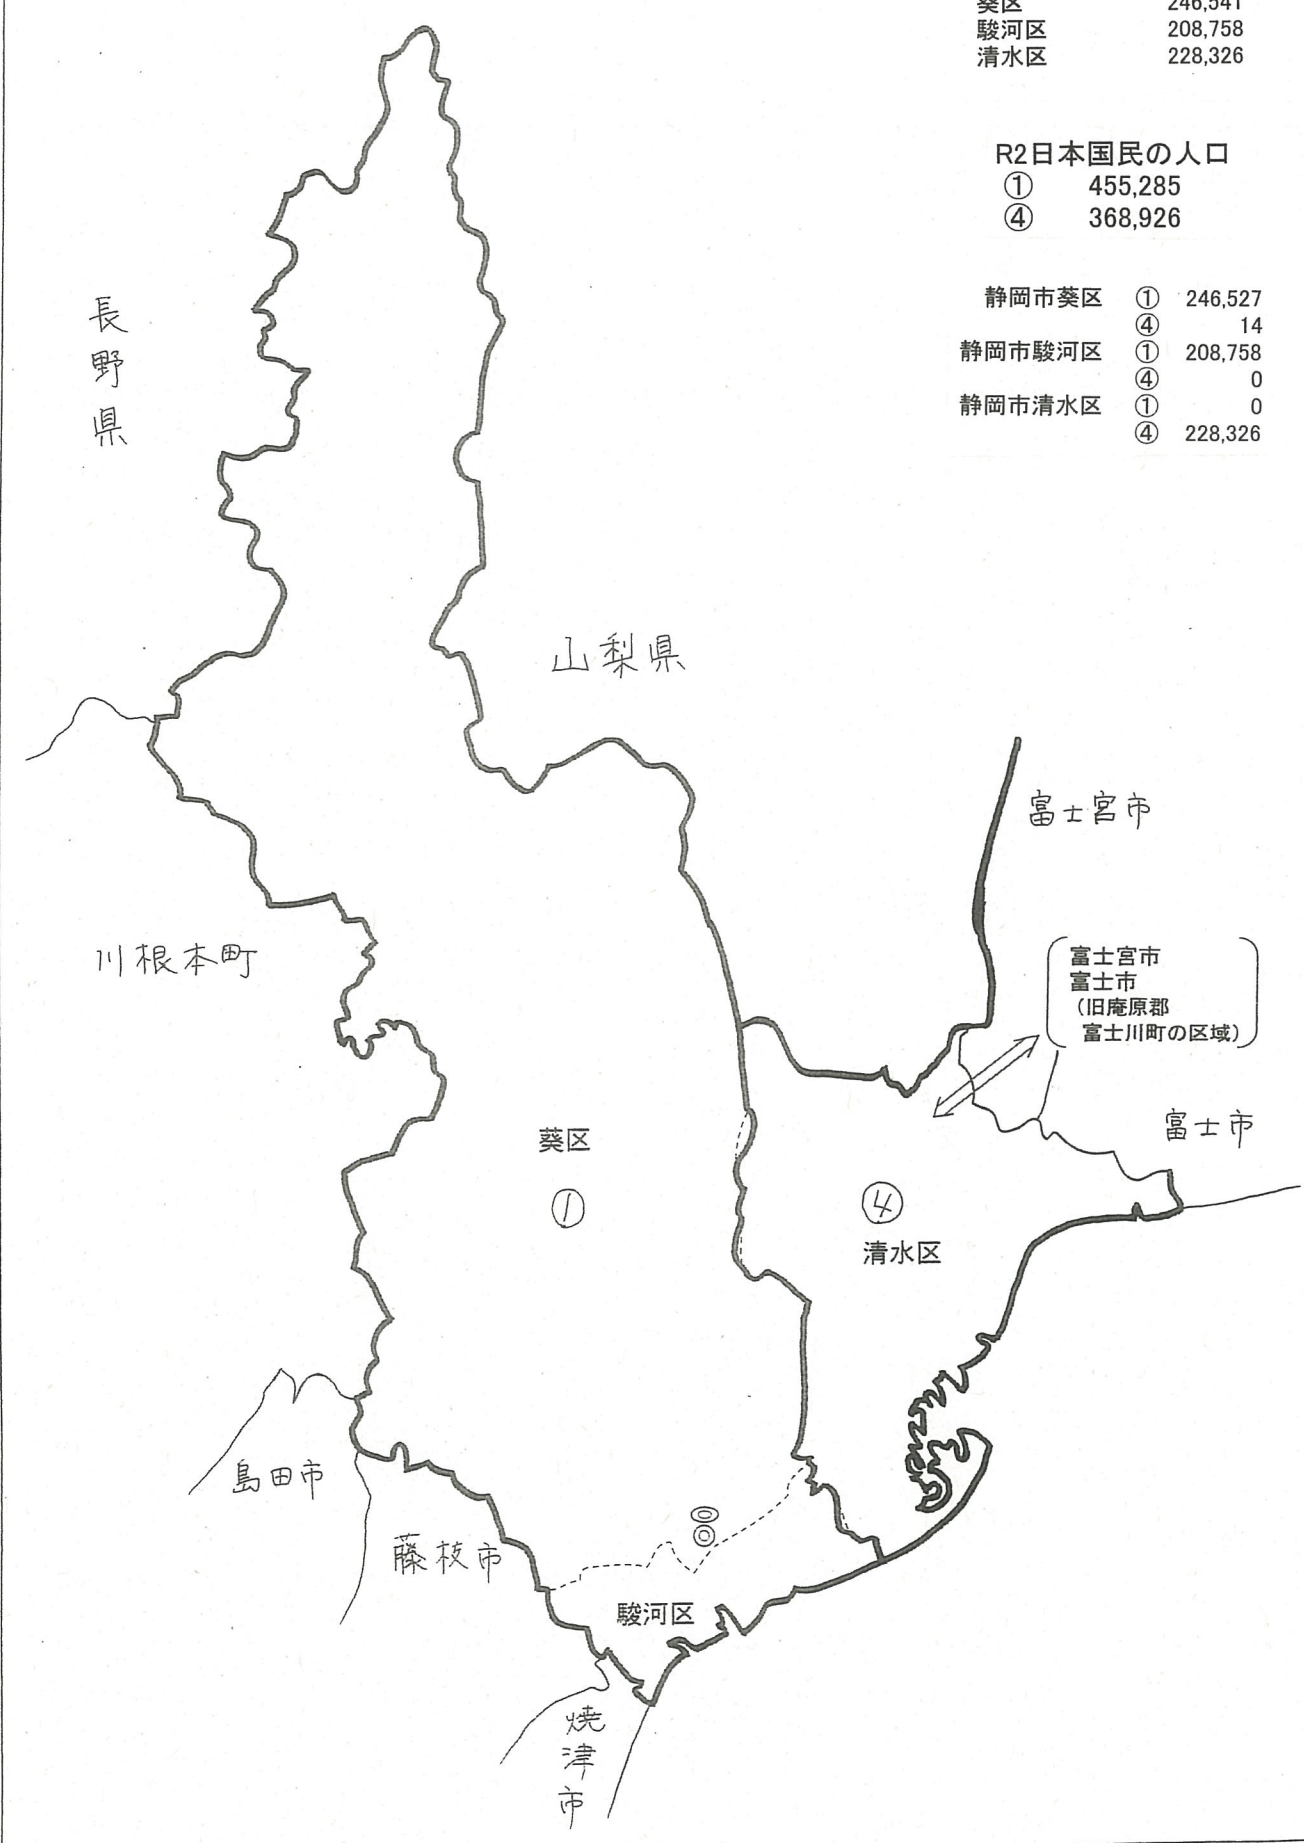 葵区 246,541
駿河区 208,758
清水区 228,326
R2日本国民の人口
① 455,285
④ 368,926
静岡市葵区 ① 246,527
④ 14
静岡市駿河区 ① 208,758
④ 0
静岡市清水区 ① 0
④ 228,326
長野県
山梨県
富士宮市
川根本町
富士宮市
富士市
（旧庵原郡
富士川町の区域）
富士市
葵区
①
④
清水区
島田市
藤枝市
駿河区
焼津市